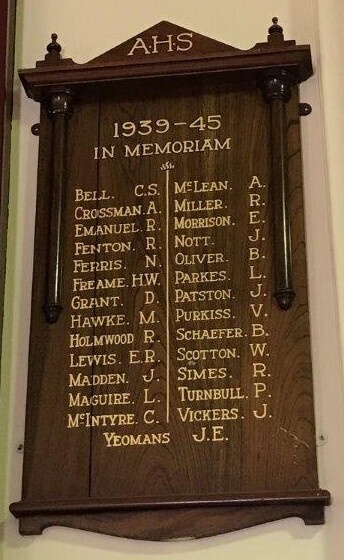 A·H·S
1939-45
IN MEMORIAM
BELL. C.S.
CROSSMAN. A.
EMANUEL. R.
FENTON. R.
FERRIS. N.
FREAME. H.W.
GRANT. D.
HAWKE. M.
HOLMWOOD R.
LEWIS. E.R.
MADDEN. J.
MAGUIRE. L.
McINTYRE. C.
McLEAN. A.
MILLER. R.
MORRISON. E.
NOTT. J.
OLIVER. B.
PARKES. L.
PATSTON. J.
PURKISS. V.
SCHAEFER. B.
SCOTTON. W.
SIMES. R.
TURNBULL. P.
VICKERS. J.
YEOMANS J.E.